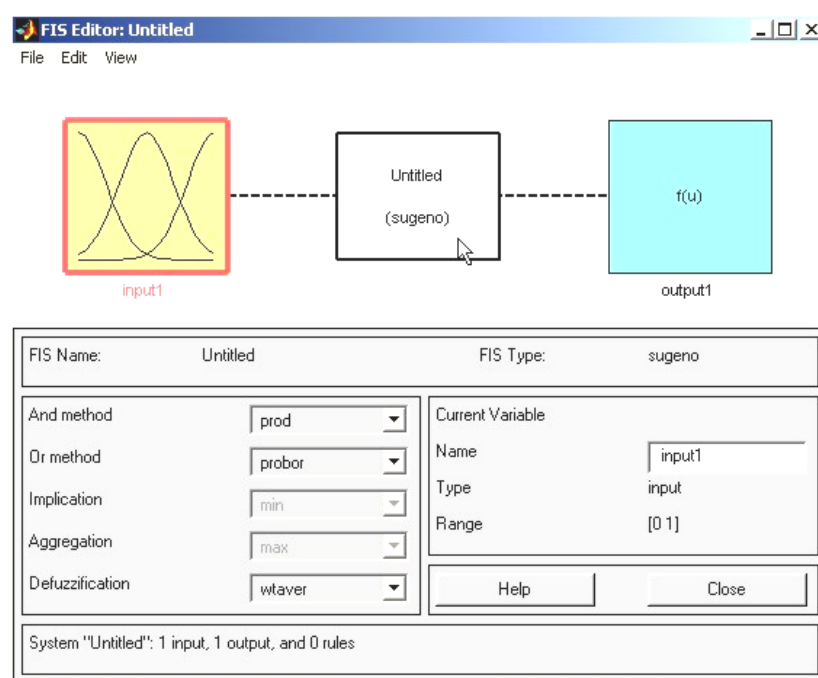 FIS Editor: Untitled
File Edit View
Untitled
(sugeno)
f(u)
input1
output1
FIS Name: Untitled FIS Type: sugeno
And method prod
Or method probor
Implication min
Aggregation max
Defuzzification wtaver
Current Variable
Name input1
Type input
Range [0 1]
Help Close
System "Untitled": 1 input, 1 output, and 0 rules